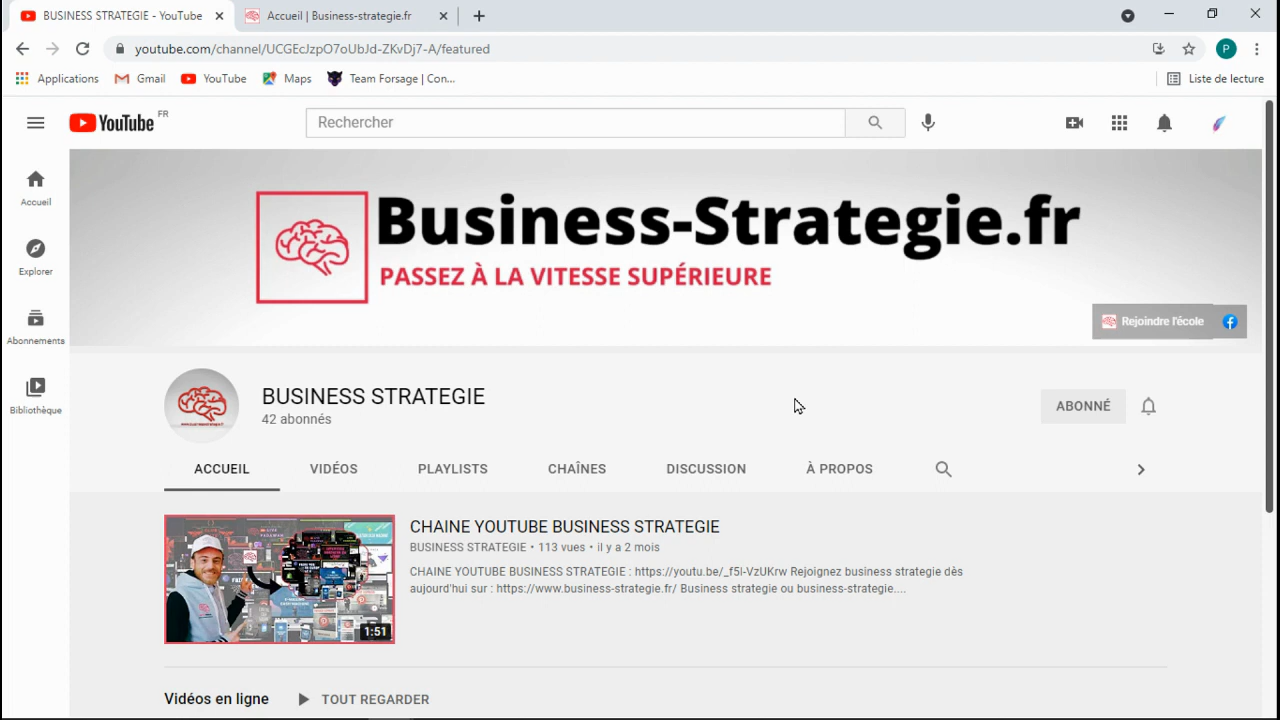 BUSINESS STRATEGIE - YouTube
Accueil | Business-strategie.fr
youtube.com/channel/UCGEcJzpO7oUbJd-ZKvDj7-A/featured
P
Applications
Gmail
YouTube
Maps
Team Forsage | Con...
Liste de lecture
YouTube FR
Rechercher
Accueil
Explorer
Abonnements
Bibliothèque
Business-Strategie.fr
PASSEZ À LA VITESSE SUPÉRIEURE
Rejoindre l'école
BUSINESS STRATEGIE
42 abonnés
ABONNÉ
ACCUEIL
VIDÉOS
PLAYLISTS
CHAÎNES
DISCUSSION
À PROPOS
1:51
CHAINE YOUTUBE BUSINESS STRATEGIE
BUSINESS STRATEGIE • 113 vues • il y a 2 mois
CHAINE YOUTUBE BUSINESS STRATEGIE : https://youtu.be/_f5l-VzUKrw Rejoignez business strategie dès
aujourd'hui sur : https://www.business-strategie.fr/ Business strategie ou business-strategie....
Vidéos en ligne
TOUT REGARDER